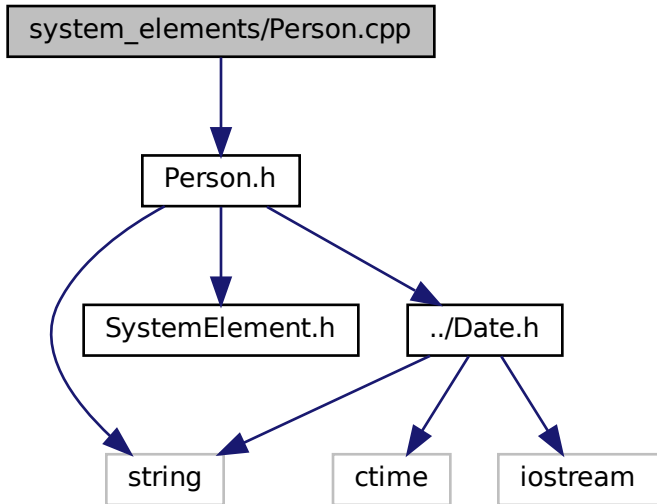 system_elements/Person.cpp
Person.h
SystemElement.h
../Date.h
string
ctime
iostream